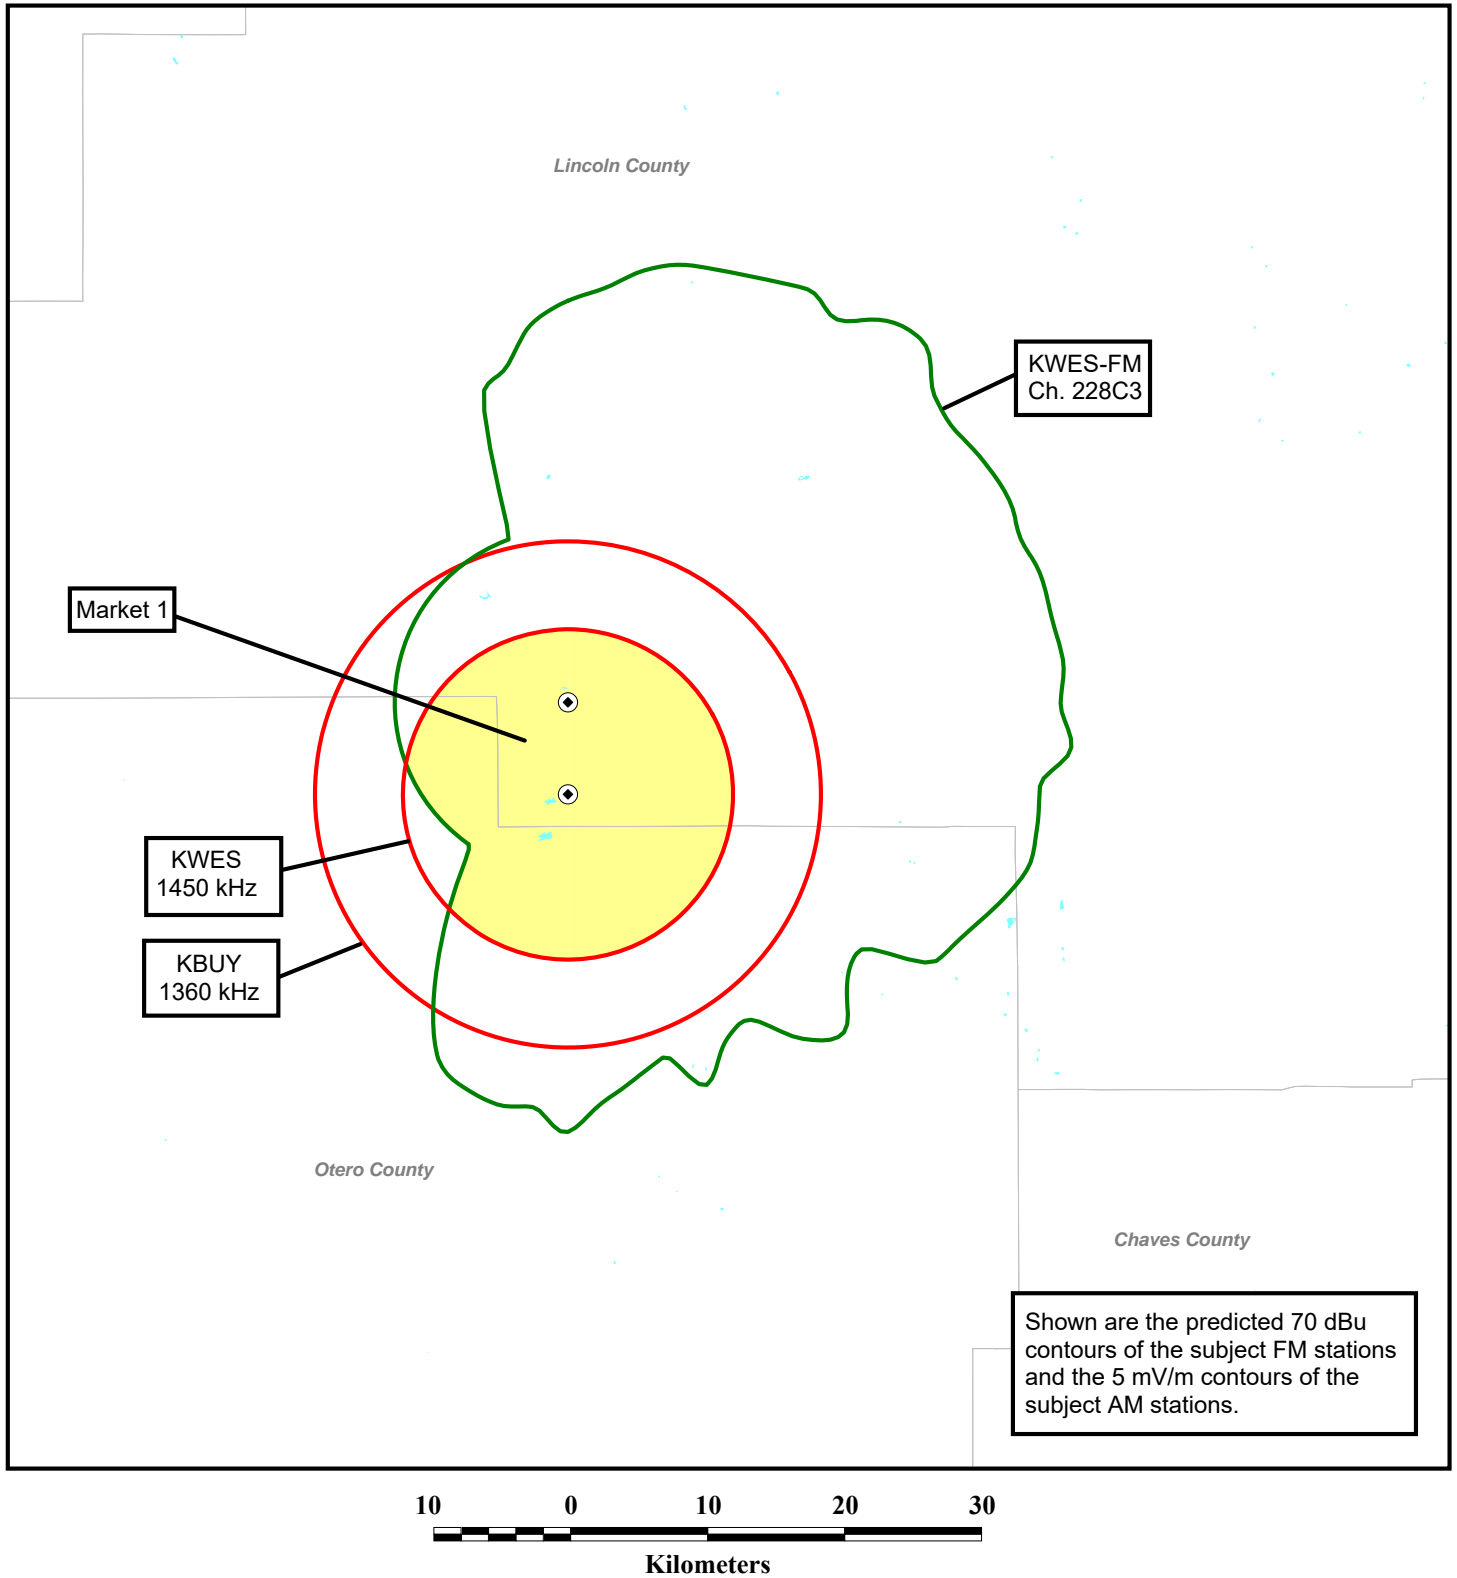 Lincoln County
KWES-FM
Ch. 228C3
Market 1
KWES
1450 kHz
KBUY
1360 kHz
Otero County
Chaves County
Shown are the predicted 70 dBu
contours of the subject FM stations
and the 5 mV/m contours of the
subject AM stations.
10 0 10 20 30
Kilometers